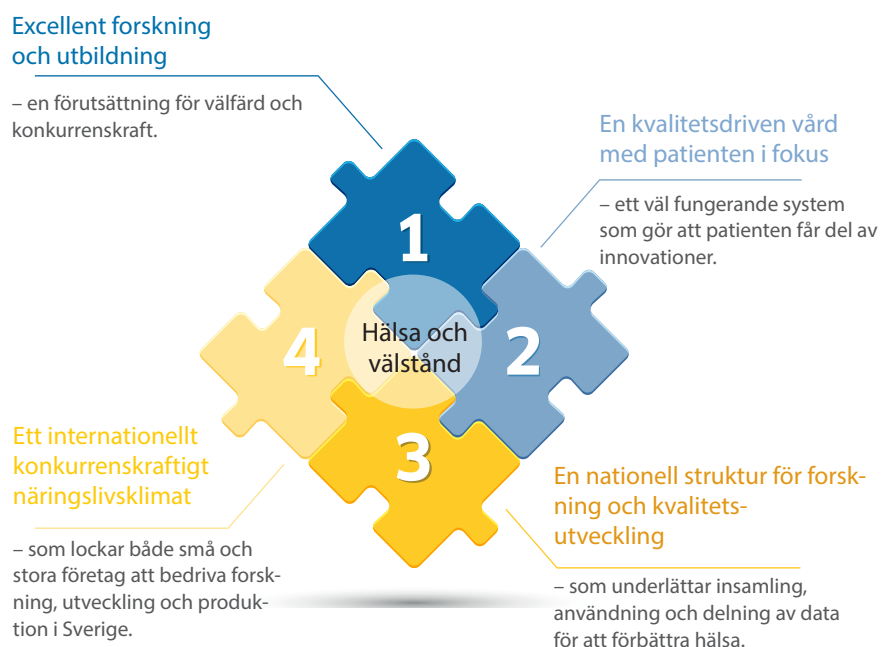 Excellent forskning
och utbildning
– en förutsättning för välfärd och
konkurrenskraft.
En kvalitetsdriven vård
med patienten i fokus
– ett väl fungerande system
som gör att patienten får del av
innovationer.
1
2
3
4
Hälsa och
välstånd
En nationell struktur för forsk-
ning och kvalitets-
utveckling
– som underlättar insamling,
användning och delning av data
för att förbättra hälsa.
Ett internationellt
konkurrenskraftigt
näringslivsklimat
– som lockar både små och
stora företag att bedriva forsk-
ning, utveckling och produk-
tion i Sverige.